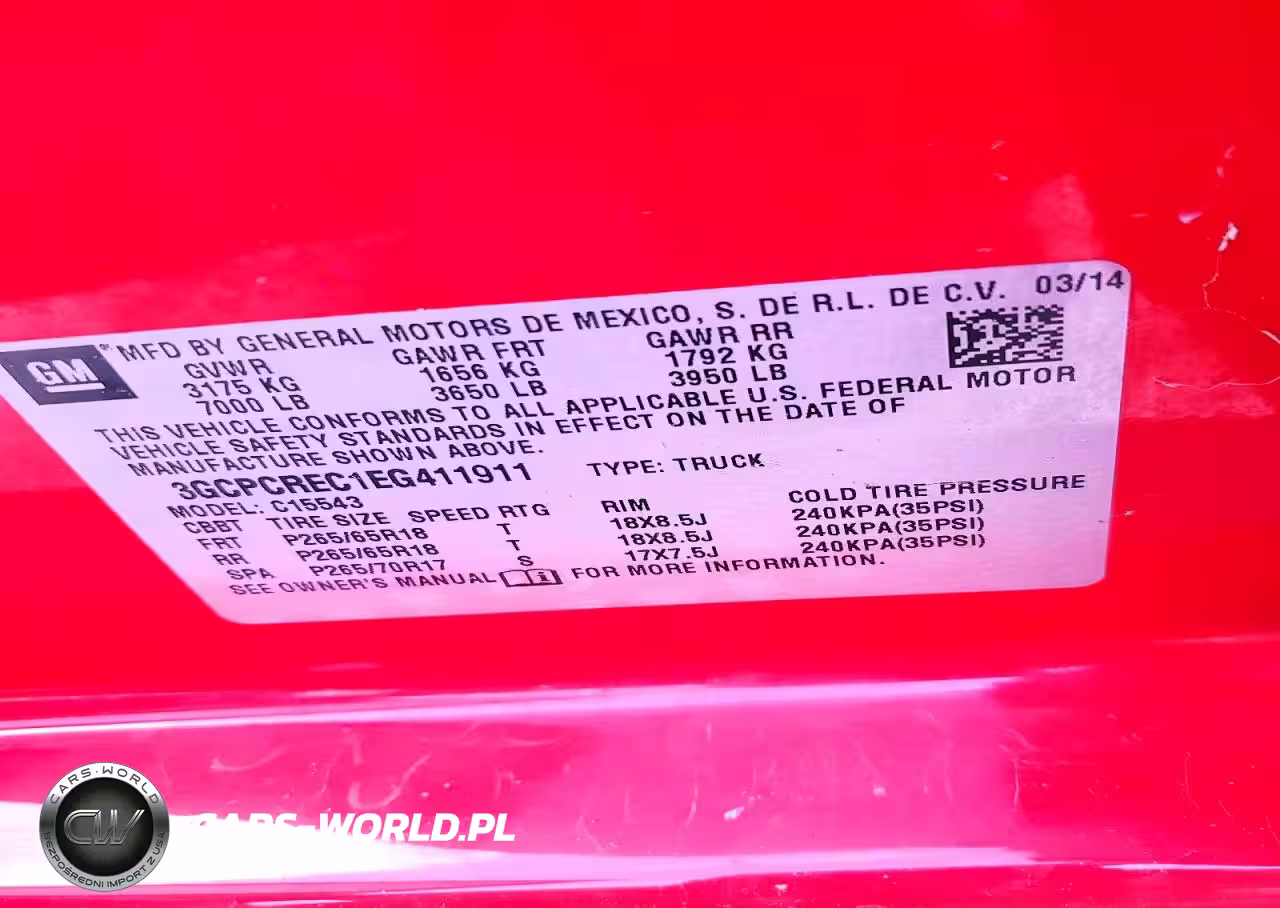 GM
® MFD BY GENERAL MOTORS DE MEXICO, S. DE R.L. DE C.V. 03/14
GVWR GAWR FRT GAWR RR
3175 KG 1656 KG 1792 KG
7000 LB 3650 LB 3950 LB
THIS VEHICLE CONFORMS TO ALL APPLICABLE U.S. FEDERAL MOTOR
VEHICLE SAFETY STANDARDS IN EFFECT ON THE DATE OF
MANUFACTURE SHOWN ABOVE.
3GCPCREC1EG411911 TYPE: TRUCK
MODEL: C15543
CBBT TIRE SIZE SPEED RTG RIM COLD TIRE PRESSURE
FRT P265/65R18 T 18X8.5J 240KPA(35PSI)
RR P265/65R18 T 18X8.5J 240KPA(35PSI)
SPA P265/70R17 S 17X7.5J 240KPA(35PSI)
SEE OWNER'S MANUAL FOR MORE INFORMATION.
CARS-WORLD
CW
BEZPOŚREDNI IMPORT Z USA
CARS-WORLD.PL